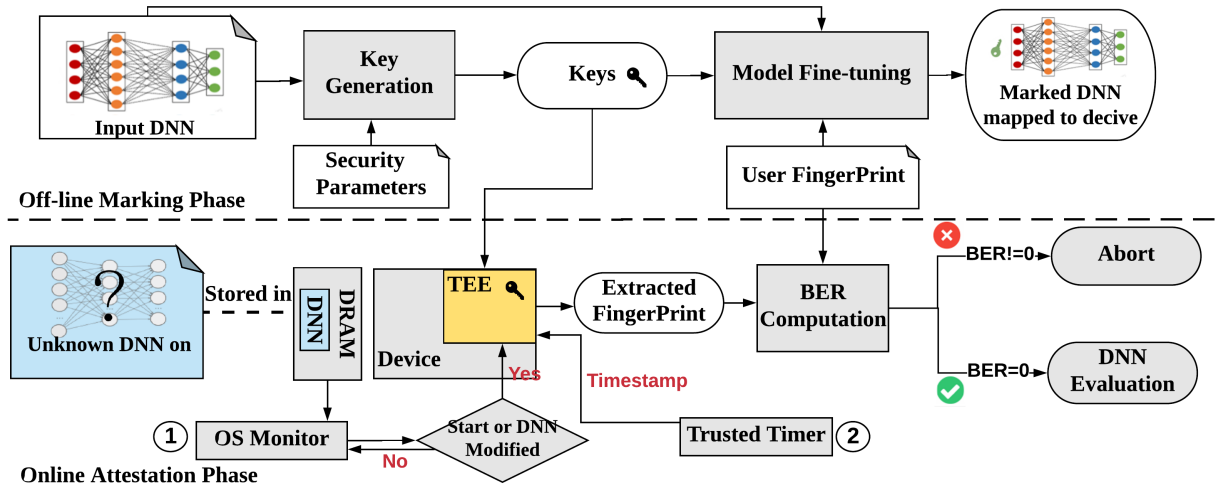 Input DNN
Key
Generation
Keys
Model Fine-tuning
Marked DNN
mapped to decive
Security
Parameters
User FingerPrint
Off-line Marking Phase
?
Unknown DNN on
Stored in
DNN
DRAM
TEE
Device
Extracted
FingerPrint
BER
Computation
BER!=0
Abort
BER=0
DNN
Evaluation
Yes
Timestamp
1
OS Monitor
No
Start or DNN
Modified
Trusted Timer
2
Online Attestation Phase